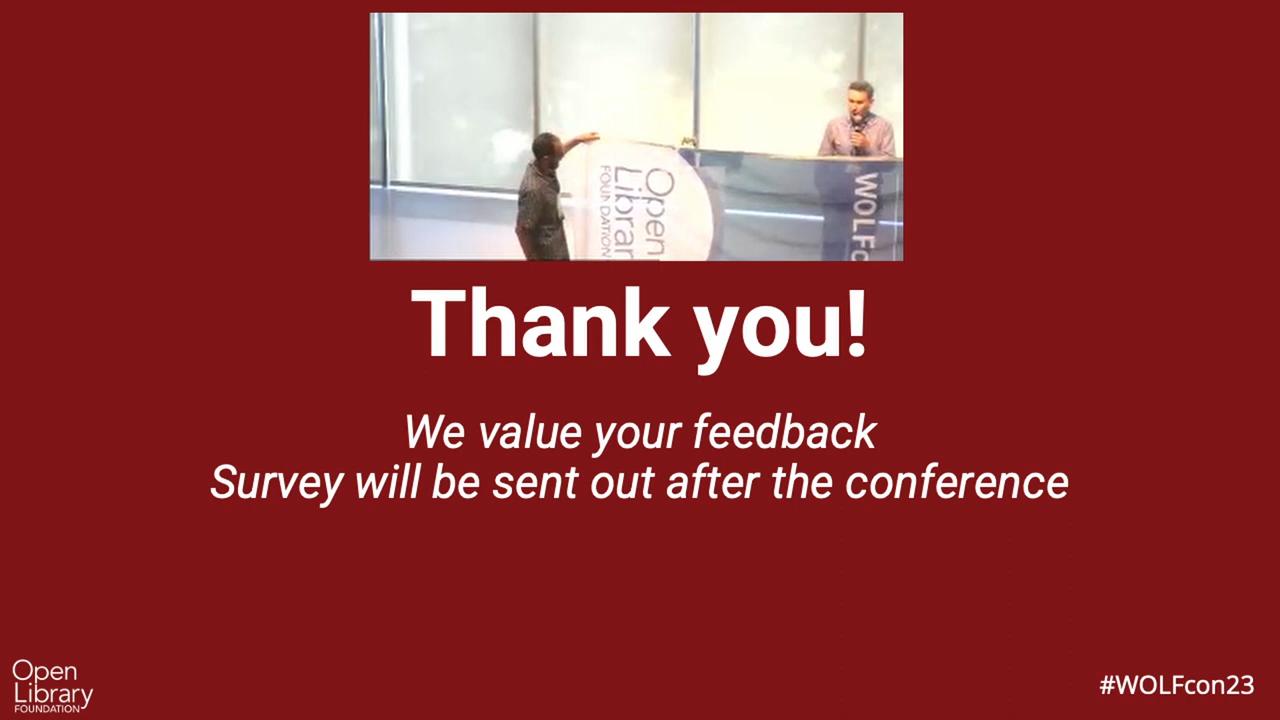 Open
Library
FOUNDATION
WOLFc
Thank you!
We value your feedback
Survey will be sent out after the conference
Open
Library
FOUNDATION
#WOLFcon23